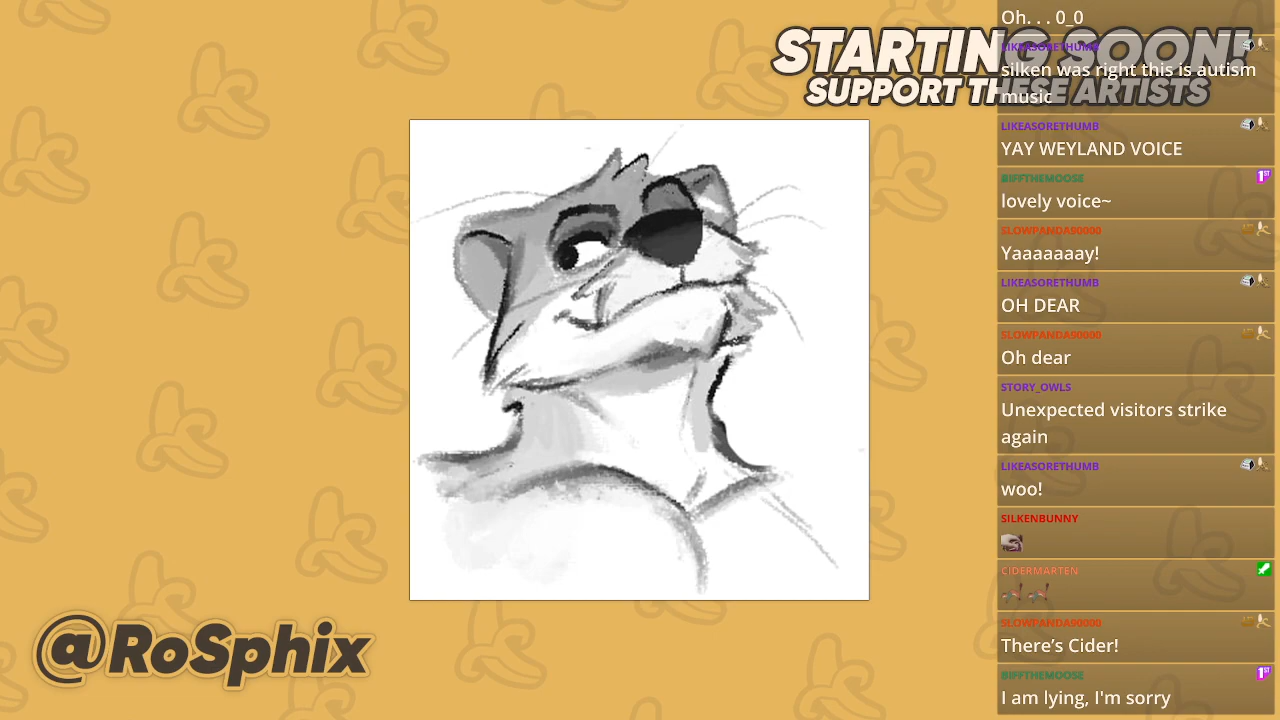 STARTING SOON!
SUPPORT THESE ARTISTS
@RoSphix
Oh. . . 0_0
LIKEASORETHUMB
silken was right this is autism
music
LIKEASORETHUMB
YAY WEYLAND VOICE
BIFFTHEMOOSE
1ST
lovely voice~
SLOWPANDA90000
Yaaaaaaay!
LIKEASORETHUMB
OH DEAR
SLOWPANDA90000
Oh dear
STORY_OWLS
Unexpected visitors strike
again
LIKEASORETHUMB
woo!
SILKENBUNNY
CIDERMARTEN
SLOWPANDA90000
There’s Cider!
BIFFTHEMOOSE
1ST
I am lying, I'm sorry